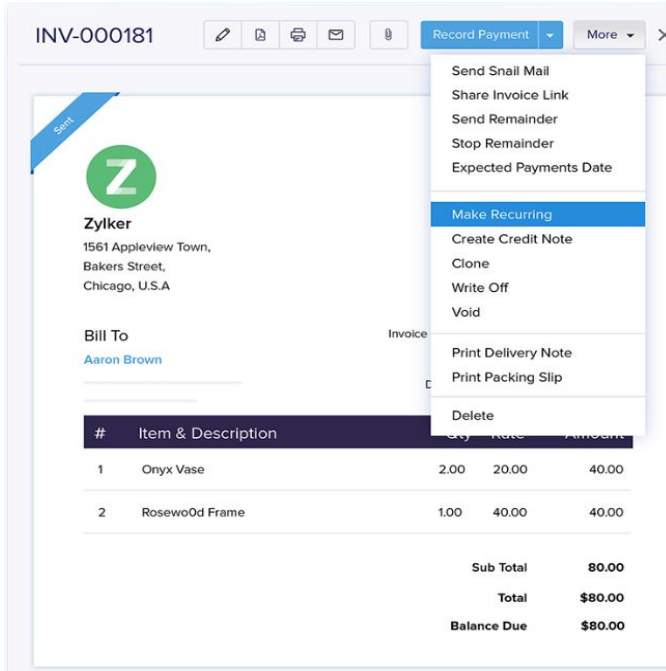 INV-000181
Record Payment
More
Send Snail Mail
Share Invoice Link
Send Remainder
Stop Remainder
Expected Payments Date
Make Recurring
Create Credit Note
Clone
Write Off
Void
Print Delivery Note
Print Packing Slip
Delete
Sent
Z
Zylker
1561 Appleview Town,
Bakers Street,
Chicago, U.S.A
Bill To
Invoice
Aaron Brown
# Item & Description Qty Rate Amount
1 Onyx Vase 2.00 20.00 40.00
2 Rosewo0d Frame 1.00 40.00 40.00
Sub Total 80.00
Total $80.00
Balance Due $80.00